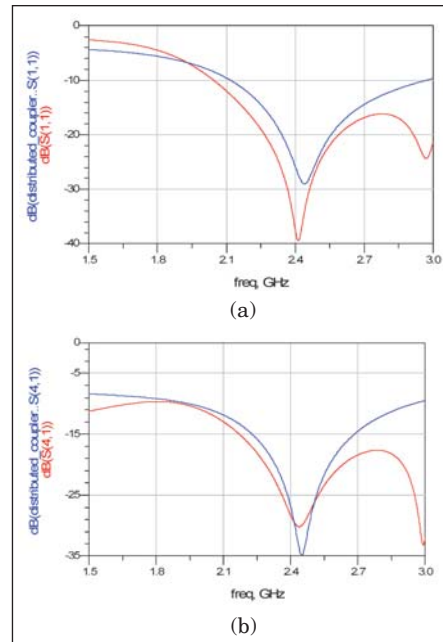 0
-10
-20
-30
-40
1.5
1.8
2.1
2.4
2.7
3.0
dB(distributed_coupler..S(1,1))
dB(S(1,1))
freq, GHz
(a)
0
-5
-15
-25
-35
1.5
1.8
2.1
2.4
2.7
3.0
dB(distributed_coupler..S(4,1))
dB(S(4,1))
freq, GHz
(b)